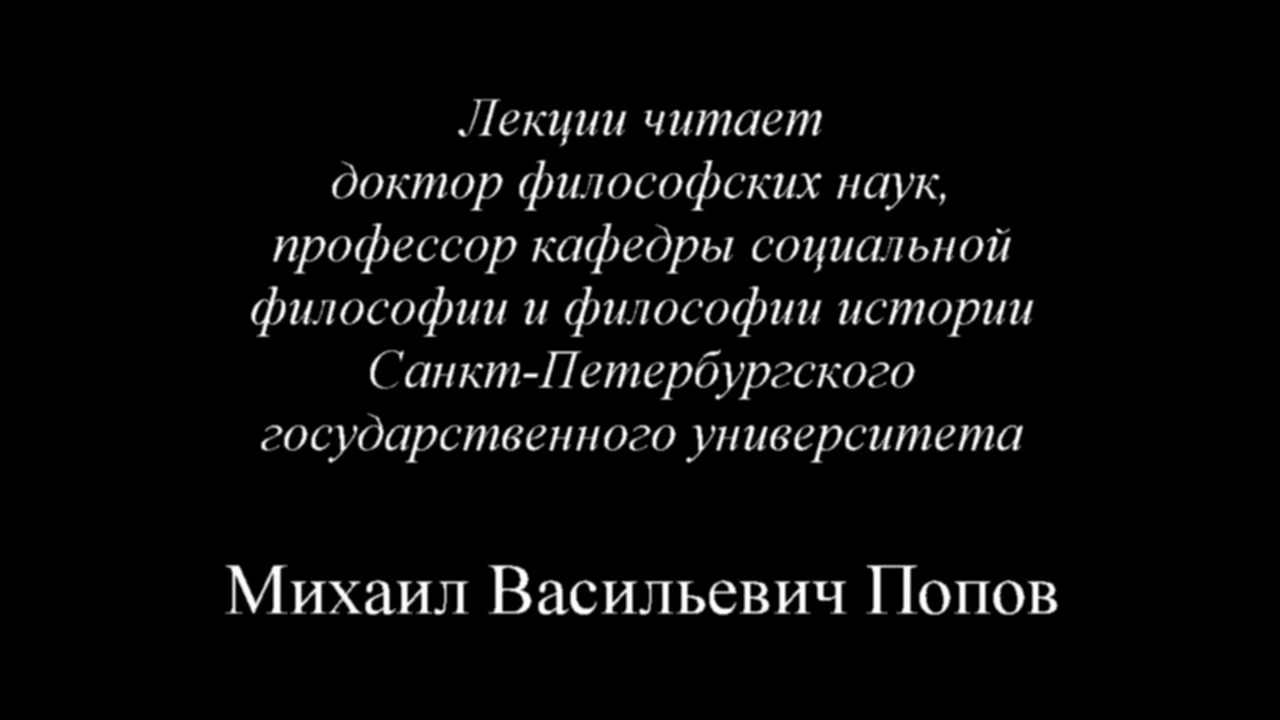 Лекции читает
доктор философских наук,
профессор кафедры социальной
философии и философии истории
Санкт-Петербургского
государственного университета
Михаил Васильевич Попов